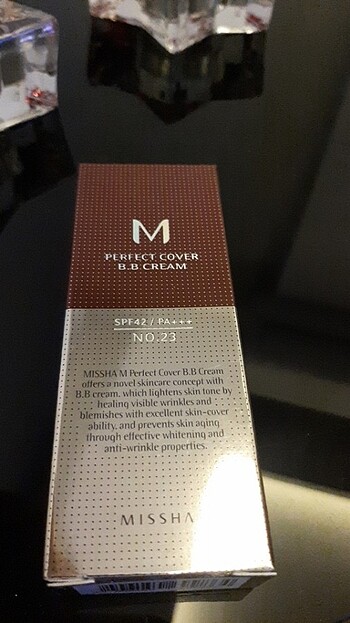 M
PERFECT COVER
B.B CREAM
SPF42 / PA+++
NO.23
MISSHA M Perfect Cover B.B Cream
offers a novel skincare concept with
B.B cream, which lightens skin tone by
healing visible wrinkles and
blemishes with excellent skin-cover
ability, and prevents skin aging
through effective whitening and
anti-wrinkle properties.
MISSHA